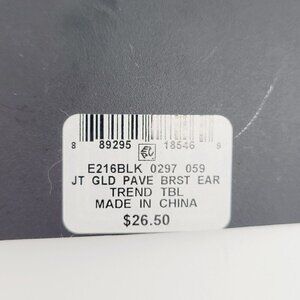 8 89295 18546 9
E216BLK 0297 059
JT GLD PAVE BRST EAR
TREND TBL
MADE IN CHINA
$26.50